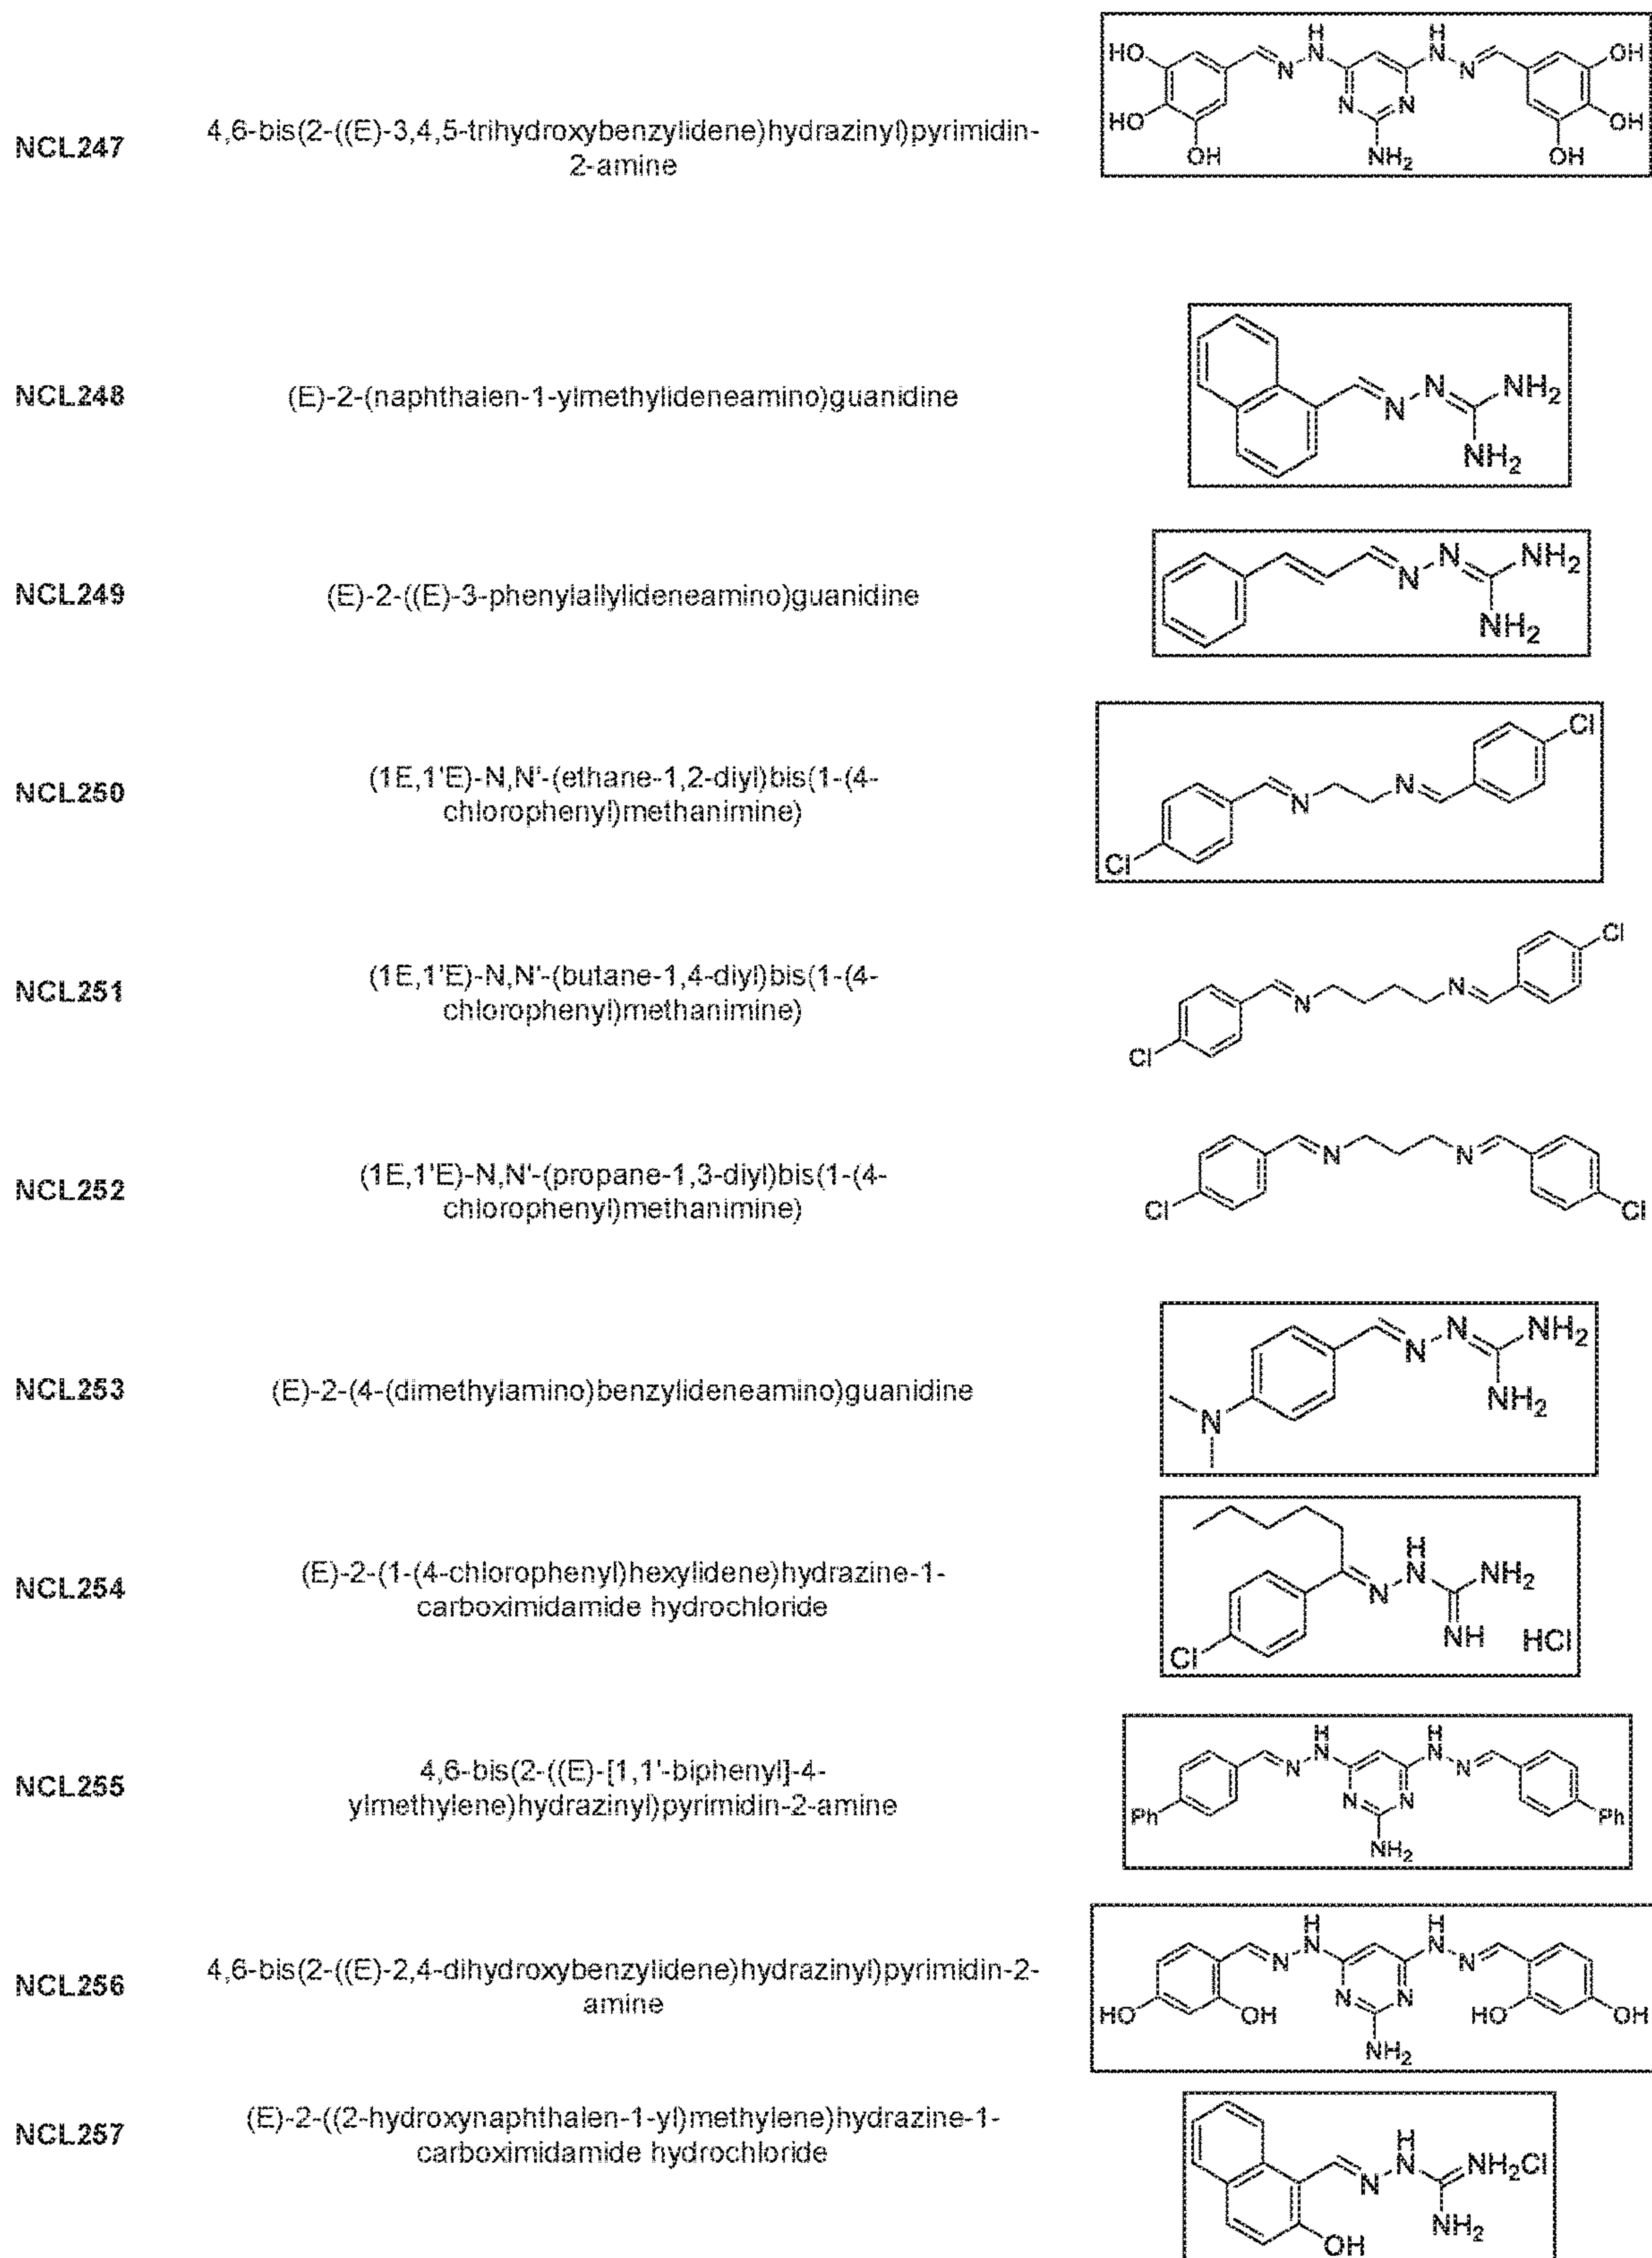 NCL247
4,6-bis(2-((E)-3,4,5-trihydroxybenzylidene)hydrazinyl)pyrimidin-
2-amine
HO HO OH N H N N N NH2 H N N OH OH OH
NCL248
(E)-2-(naphthalen-1-ylmethylideneamino)guanidine
N N NH2 NH2
NCL249
(E)-2-((E)-3-phenylallylideneamino)guanidine
N N NH2 NH2
NCL250
(1E,1'E)-N,N'-(ethane-1,2-diyl)bis(1-(4-
chlorophenyl)methanimine)
Cl N N Cl
NCL251
(1E,1'E)-N,N'-(butane-1,4-diyl)bis(1-(4-
chlorophenyl)methanimine)
Cl N N Cl
NCL252
(1E,1'E)-N,N'-(propane-1,3-diyl)bis(1-(4-
chlorophenyl)methanimine)
Cl N N Cl
NCL253
(E)-2-(4-(dimethylamino)benzylideneamino)guanidine
N N N NH2 NH2
NCL254
(E)-2-(1-(4-chlorophenyl)hexylidene)hydrazine-1-
carboximidamide hydrochloride
Cl N H N NH2 NH HCl
NCL255
4,6-bis(2-((E)-[1,1'-biphenyl]-4-
ylmethylene)hydrazinyl)pyrimidin-2-amine
Ph N H N N N NH2 H N N Ph
NCL256
4,6-bis(2-((E)-2,4-dihydroxybenzylidene)hydrazinyl)pyrimidin-2-
amine
HO OH N H N N N NH2 H N N HO OH
NCL257
(E)-2-((2-hydroxynaphthalen-1-yl)methylene)hydrazine-1-
carboximidamide hydrochloride
OH N H N NH2Cl NH2